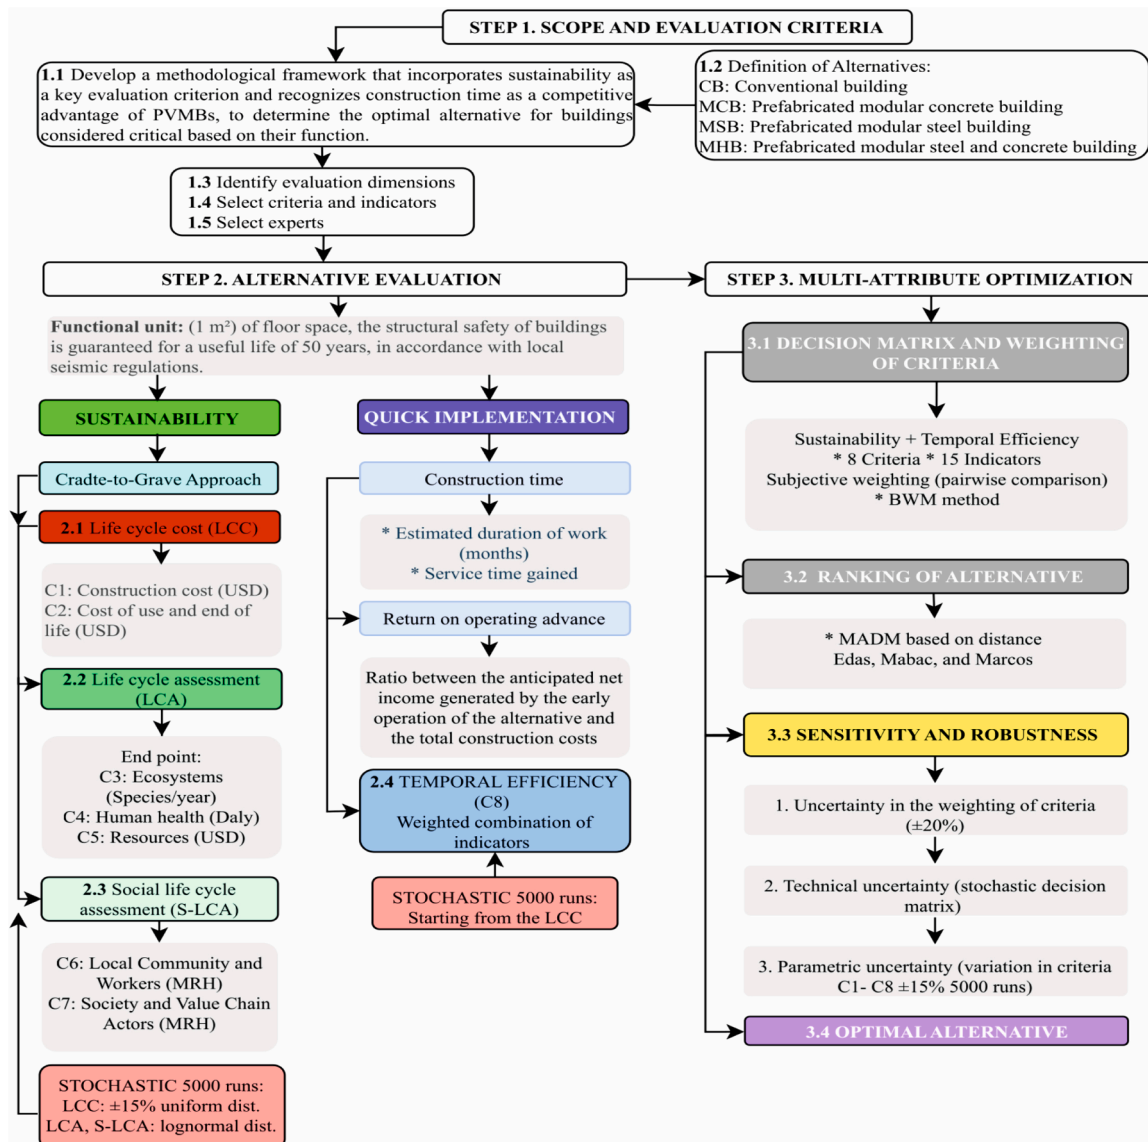 STEP 1. SCOPE AND EVALUATION CRITERIA
1.1 Develop a methodological framework that incorporates sustainability as
a key evaluation criterion and recognizes construction time as a competitive
advantage of PVMBs, to determine the optimal alternative for buildings
considered critical based on their function.
1.2 Definition of Alternatives:
CB: Conventional building
MCB: Prefabricated modular concrete building
MSB: Prefabricated modular steel building
MHB: Prefabricated modular steel and concrete building
1.3 Identify evaluation dimensions
1.4 Select criteria and indicators
1.5 Select experts
STEP 2. ALTERNATIVE EVALUATION
Functional unit: (1 m²) of floor space, the structural safety of buildings
is guaranteed for a useful life of 50 years, in accordance with local
seismic regulations.
SUSTAINABILITY
Cradte-to-Grave Approach
2.1 Life cycle cost (LCC)
C1: Construction cost (USD)
C2: Cost of use and end of
life (USD)
2.2 Life cycle assessment
(LCA)
End point:
C3: Ecosystems
(Species/year)
C4: Human health (Daly)
C5: Resources (USD)
2.3 Social life cycle
assessment (S-LCA)
C6: Local Community and
Workers (MRH)
C7: Society and Value Chain
Actors (MRH)
STOCHASTIC 5000 runs:
LCC: ±15% uniform dist.
LCA, S-LCA: lognormal dist.
QUICK IMPLEMENTATION
Construction time
* Estimated duration of work
(months)
* Service time gained
Return on operating advance
Ratio between the anticipated net
income generated by the early
operation of the alternative and
the total construction costs
2.4 TEMPORAL EFFICIENCY
(C8)
Weighted combination of
indicators
STOCHASTIC 5000 runs:
Starting from the LCC
STEP 3. MULTI-ATTRIBUTE OPTIMIZATION
3.1 DECISION MATRIX AND WEIGHTING
OF CRITERIA
Sustainability + Temporal Efficiency
* 8 Criteria * 15 Indicators
Subjective weighting (pairwise comparison)
* BWM method
3.2 RANKING OF ALTERNATIVE
* MADM based on distance
Edas, Mabac, and Marcos
3.3 SENSITIVITY AND ROBUSTNESS
1. Uncertainty in the weighting of criteria
(±20%)
2. Technical uncertainty (stochastic decision
matrix)
3. Parametric uncertainty (variation in criteria
C1- C8 ±15% 5000 runs)
3.4 OPTIMAL ALTERNATIVE